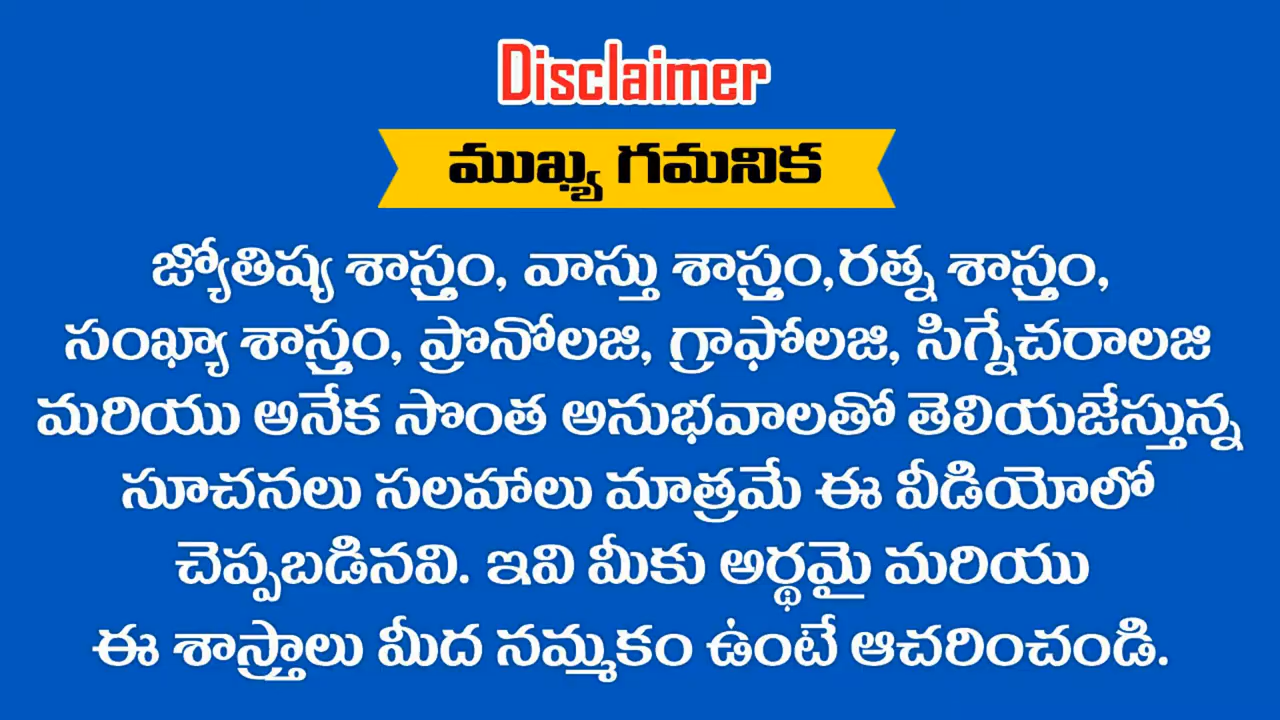 Disclaimer
ముఖ్య గమనిక
జ్యోతిష్య శాస్త్రం, వాస్తు శాస్త్రం,రత్న శాస్త్రం,
సంఖ్యా శాస్త్రం, ప్రొనోలజి, గ్రాఫోలజి, సిగ్నేచరాలజి
మరియు అనేక సొంత అనుభవాలతో తెలియజేస్తున్న
సూచనలు సలహాలు మాత్రమే ఈ వీడియోలో
చెప్పబడినవి. ఇవి మీకు అర్థమై మరియు
ఈ శాస్త్రాలు మీద నమ్మకం ఉంటే ఆచరించండి.